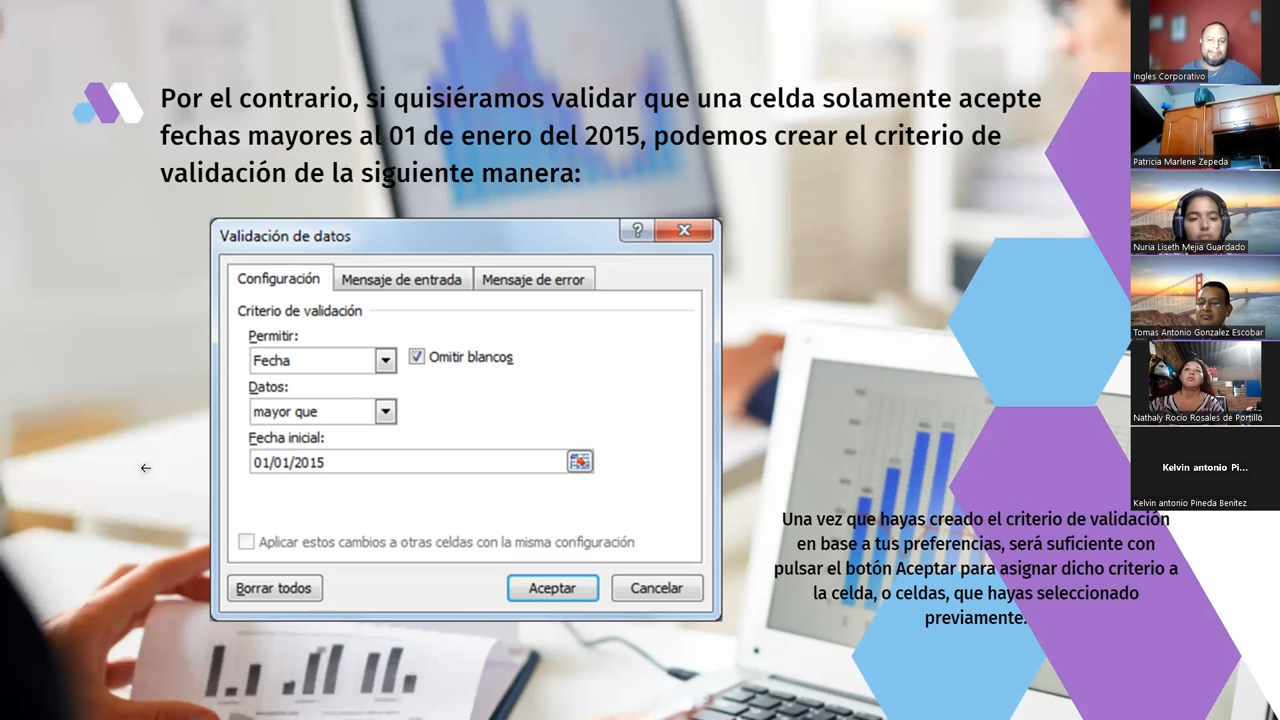 Por el contrario, si quisiéramos validar que una celda solamente acepte
fechas mayores al 01 de enero del 2015, podemos crear el criterio de
validación de la siguiente manera:
Validación de datos
Configuración
Mensaje de entrada
Mensaje de error
Criterio de validación
Permitir:
Fecha
Omitir blancos
Datos:
mayor que
Fecha inicial:
01/01/2015
Aplicar estos cambios a otras celdas con la misma configuración
Borrar todos
Aceptar
Cancelar
Una vez que hayas creado el criterio de validación
en base a tus preferencias, será suficiente con
pulsar el botón Aceptar para asignar dicho criterio a
la celda, o celdas, que hayas seleccionado
previamente.
Ingles Corporativo
Patricia Marlene Zepeda
Nuria Liseth Mejia Guardado
Tomas Antonio Gonzalez Escobar
Nathaly Rocío Rosales de Portillo
Kelvin antonio Pi...
Kelvin antonio Pineda Benitez